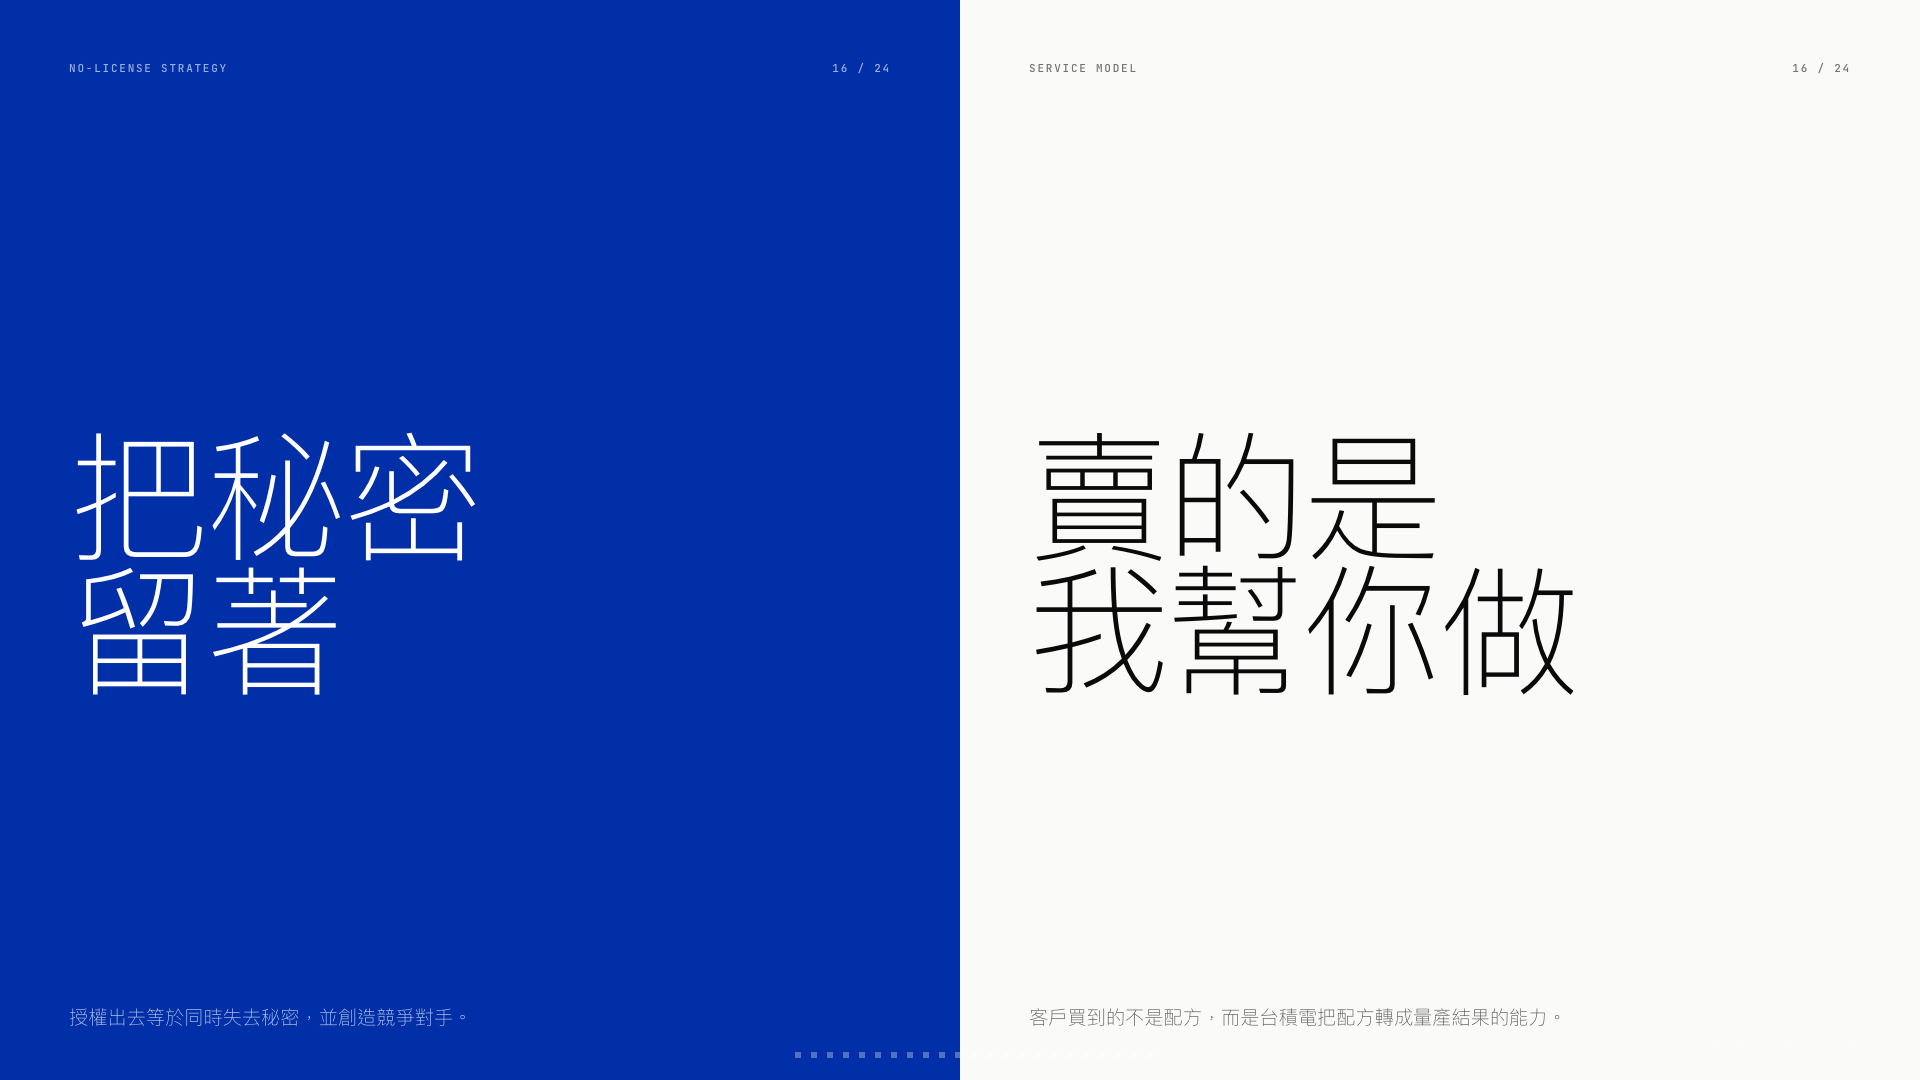 NO-LICENSE STRATEGY
16 / 24
把秘密
留著
授權出去等於同時失去秘密，並創造競爭對手。
SERVICE MODEL
16 / 24
賣的是
我幫你做
客戶買到的不是配方，而是台積電把配方轉成量產結果的能力。